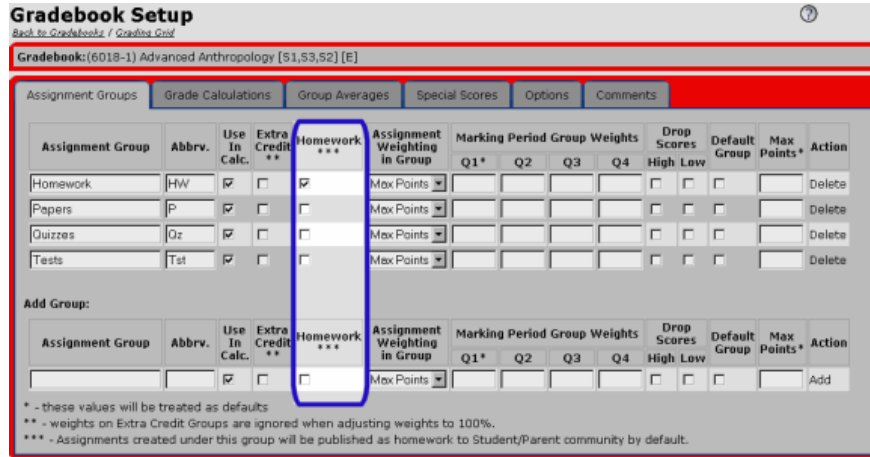 Gradebook Setup
Back to Gradebooks / Grading Grid
Gradebook:(6018-1) Advanced Anthropology [S1,S3,S2] [E]
Assignment Groups Grade Calculations Group Averages Special Scores Options Comments
Assignment Group Abbrv. Use In Calc. Extra Credit ** Homework *** Assignment Weighting in Group Marking Period Group Weights Q1* Q2 Q3 Q4 Drop Scores High Low Default Group Max Points* Action
Homework HW Max Points Delete
Papers P Max Points Delete
Quizzes Qz Max Points Delete
Tests Tst Max Points Delete
Add Group:
Assignment Group Abbrv. Use In Calc. Extra Credit ** Homework *** Assignment Weighting in Group Marking Period Group Weights Q1* Q2 Q3 Q4 Drop Scores High Low Default Group Max Points* Action
Max Points Add
* - these values will be treated as defaults
** - weights on Extra Credit Groups are ignored when adjusting weights to 100%.
*** - Assignments created under this group will be published as homework to Student/Parent community by default.